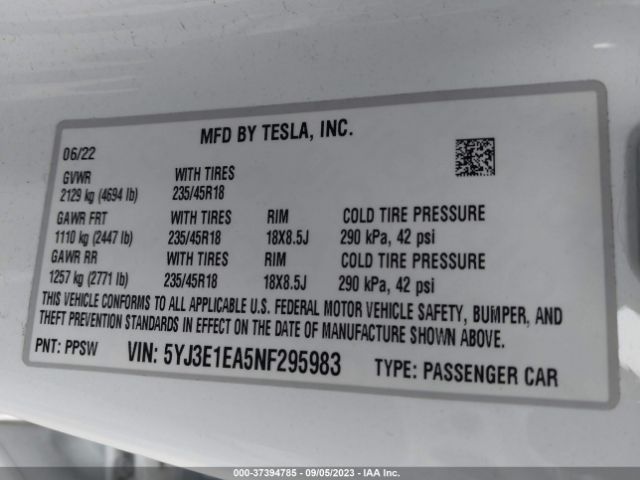 MFD BY TESLA, INC.
06/22
GVWR WITH TIRES
2129 kg (4694 lb) 235/45R18
GAWR FRT WITH TIRES RIM COLD TIRE PRESSURE
1110 kg (2447 lb) 235/45R18 18X8.5J 290 kPa, 42 psi
GAWR RR WITH TIRES RIM COLD TIRE PRESSURE
1257 kg (2771 lb) 235/45R18 18X8.5J 290 kPa, 42 psi
THIS VEHICLE CONFORMS TO ALL APPLICABLE U.S. FEDERAL MOTOR VEHICLE SAFETY, BUMPER, AND
THEFT PREVENTION STANDARDS IN EFFECT ON THE DATE OF MANUFACTURE SHOWN ABOVE.
PNT: PPSW VIN: 5YJ3E1EA5NF295983 TYPE: PASSENGER CAR
000-37394785 - 09/05/2023 - IAA Inc.